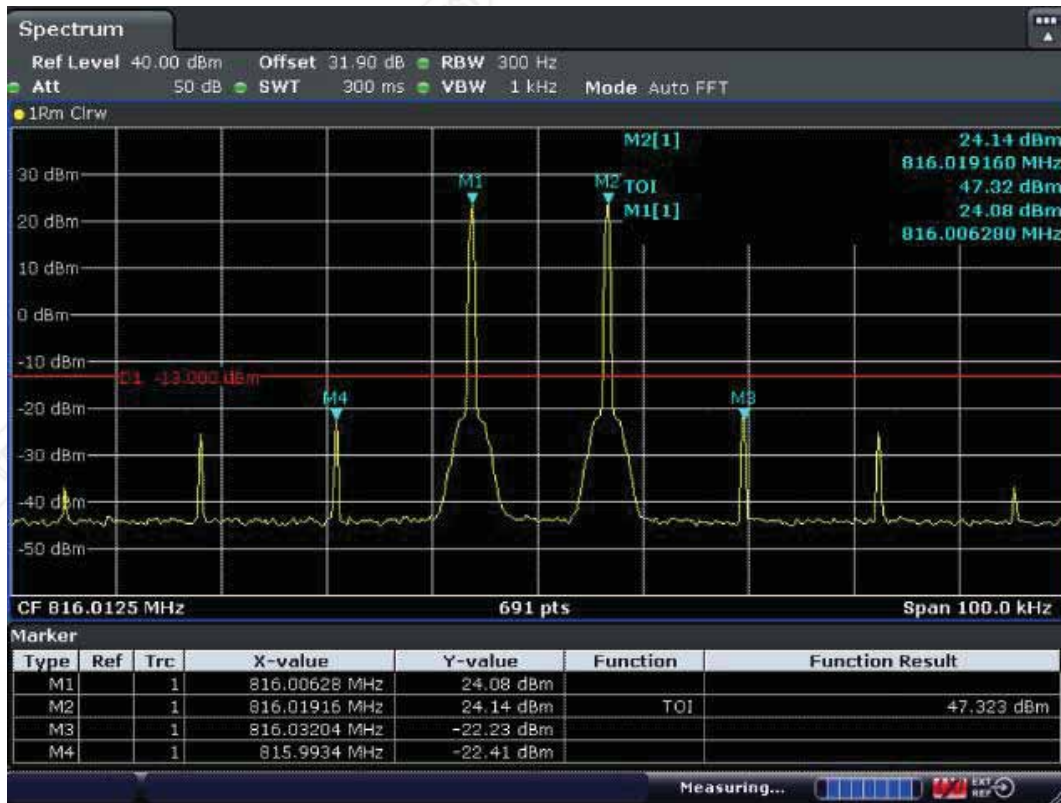 Spectrum
Ref Level 40.00 dBm Offset 31.90 dB RBW 300 Hz
Att 50 dB SWT 300 ms VBW 1 kHz Mode Auto FFT
1Rm Clrw
M2[1] 24.14 dBm
816.019160 MHz
TOI 47.32 dBm
M1[1] 24.08 dBm
816.006280 MHz
30 dBm
M1 M2
20 dBm
10 dBm
0 dBm
-10 dBm
D1 -13.000 dBm
M4 M3
-20 dBm
-30 dBm
-40 dBm
-50 dBm
CF 816.0125 MHz 691 pts Span 100.0 kHz
Marker
Type Ref Trc X-value Y-value Function Function Result
M1 1 816.00628 MHz 24.08 dBm
M2 1 816.01916 MHz 24.14 dBm TOI 47.323 dBm
M3 1 816.03204 MHz -22.23 dBm
M4 1 815.9934 MHz -22.41 dBm
Measuring... EXT REF